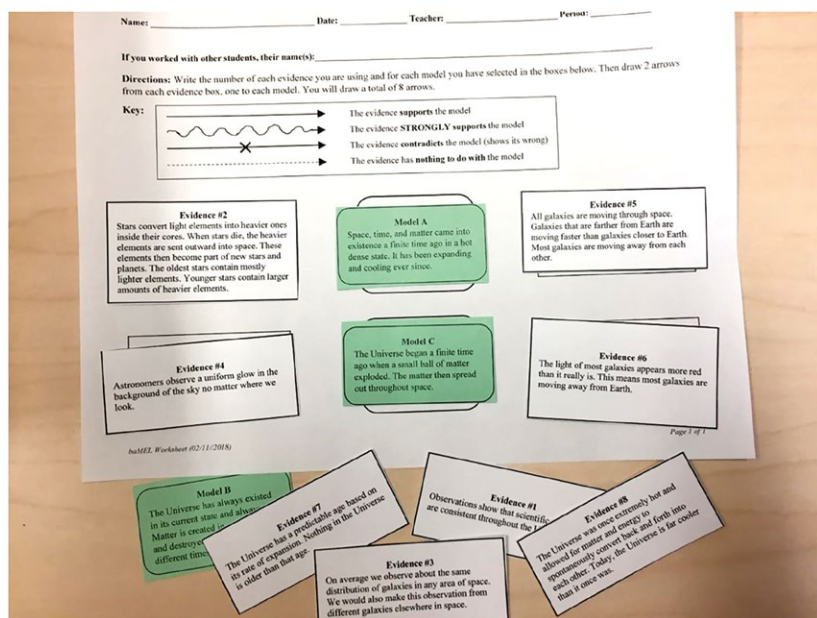 Name: Date: Teacher: Period:
If you worked with other students, their name(s):
Directions: Write the number of each evidence you are using and for each model you have selected in the boxes below. Then draw 2 arrows
from each evidence box, one to each model. You will draw a total of 8 arrows.
Key:
The evidence supports the model
The evidence STRONGLY supports the model
The evidence contradicts the model (shows its wrong)
The evidence has nothing to do with the model
Evidence #2
Stars convert light elements into heavier ones
inside their cores. When stars die, the heavier
elements are sent outward into space. These
elements then become part of new stars and
planets. The oldest stars contain mostly
lighter elements. Younger stars contain larger
amounts of heavier elements.
Model A
Space, time, and matter came into
existence a finite time ago in a hot
dense state. It has been expanding
and cooling ever since.
Evidence #5
All galaxies are moving through space.
Galaxies that are farther from Earth are
moving faster than galaxies closer to Earth.
Most galaxies are moving away from each
other.
Evidence #4
Astronomers observe a uniform glow in the
background of the sky no matter where we
look.
Model C
The Universe began a finite time
ago when a small ball of matter
exploded. The matter then spread
out throughout space.
Evidence #6
The light of most galaxies appears more red
than it really is. This means most galaxies are
moving away from Earth.
baMEL Worksheet (02/11/2018)
Page 1 of 1
Model B
The Universe has always existed
in its current state and
Matter is created
and
different
Evidence #7
The Universe has a predictable age based on
its rate of expansion. Nothing in the Universe
is older than that age.
Evidence #1
Observations show that scientific
are consistent throughout the
Evidence #8
The Universe was once extremely hot and
allowed for matter and energy to
spontaneously convert back and forth into
each other. Today, the Universe is far cooler
than it once was.
Evidence #3
On average we observe about the same
distribution of galaxies in any area of space.
We would also make this observation from
different galaxies elsewhere in space.